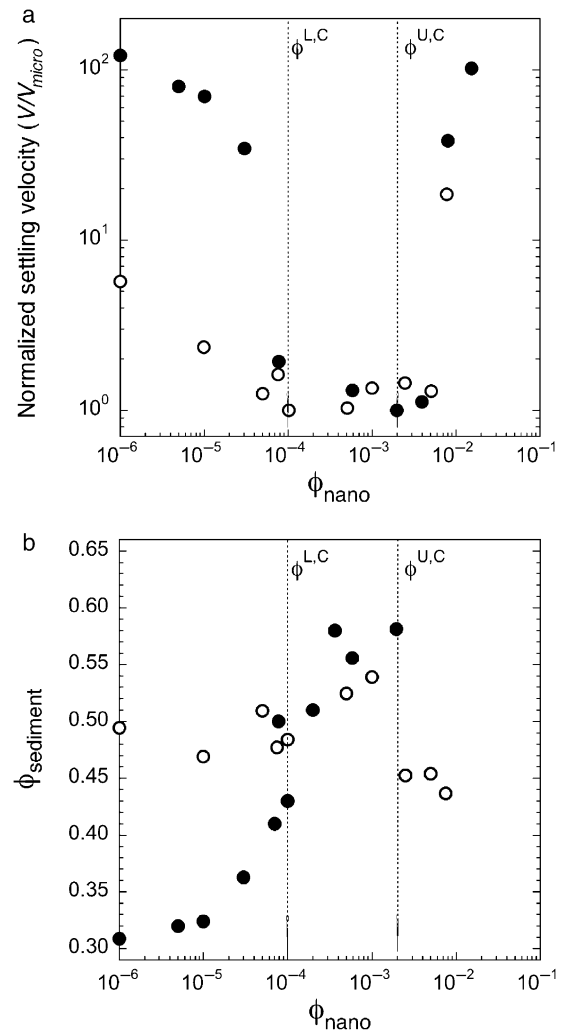 a
ϕL,C
ϕU,C
Normalized settling velocity (V/Vmicro)
10²
10¹
10⁰
10⁻⁶ 10⁻⁵ 10⁻⁴ 10⁻³ 10⁻² 10⁻¹
ϕnano
b
ϕL,C
ϕU,C
ϕsediment
0.65
0.60
0.55
0.50
0.45
0.40
0.35
0.30
10⁻⁶ 10⁻⁵ 10⁻⁴ 10⁻³ 10⁻² 10⁻¹
ϕnano